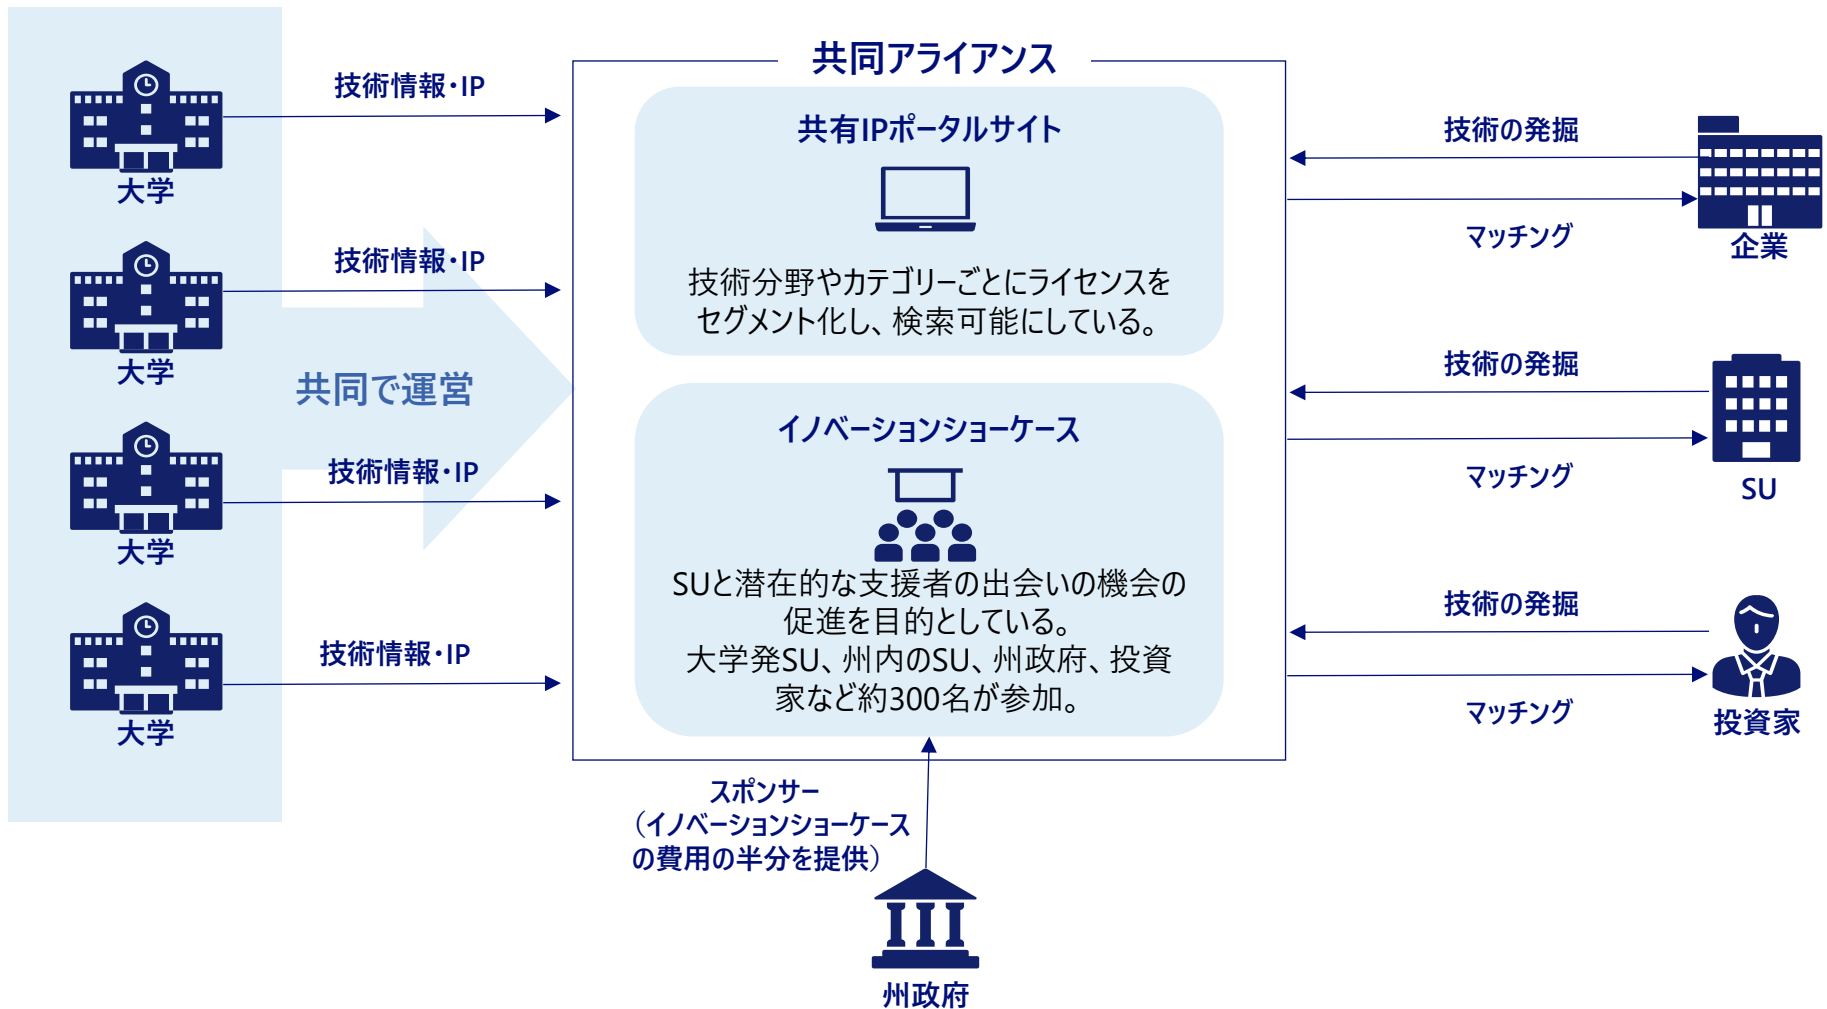 大学
大学
大学
大学
技術情報・IP
技術情報・IP
共同で運営
技術情報・IP
技術情報・IP
共同アライアンス
共有IPポータルサイト
技術分野やカテゴリーごとにライセンスを
セグメント化し、検索可能にしている。
イノベーションショーケース
SUと潜在的な支援者の出会いの機会の
促進を目的としている。
大学発SU、州内のSU、州政府、投資
家など約300名が参加。
スポンサー
（イノベーションショーケース
の費用の半分を提供）
州政府
技術の発掘
マッチング
企業
技術の発掘
マッチング
SU
技術の発掘
マッチング
投資家